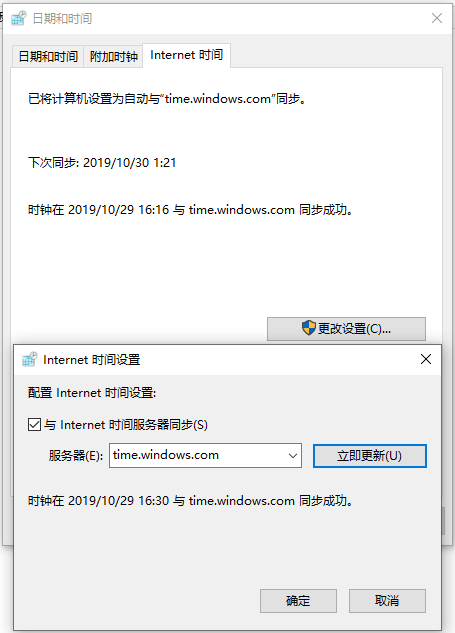 日期和时间
日期和时间 附加时钟 Internet 时间
已将计算机设置为自动与“time.windows.com”同步。
下次同步: 2019/10/30 1:21
时钟在 2019/10/29 16:16 与 time.windows.com 同步成功。
更改设置(C)...
Internet 时间设置
配置 Internet 时间设置:
与 Internet 时间服务器同步(S)
服务器(E): time.windows.com 立即更新(U)
时钟在 2019/10/29 16:30 与 time.windows.com 同步成功。
确定 取消